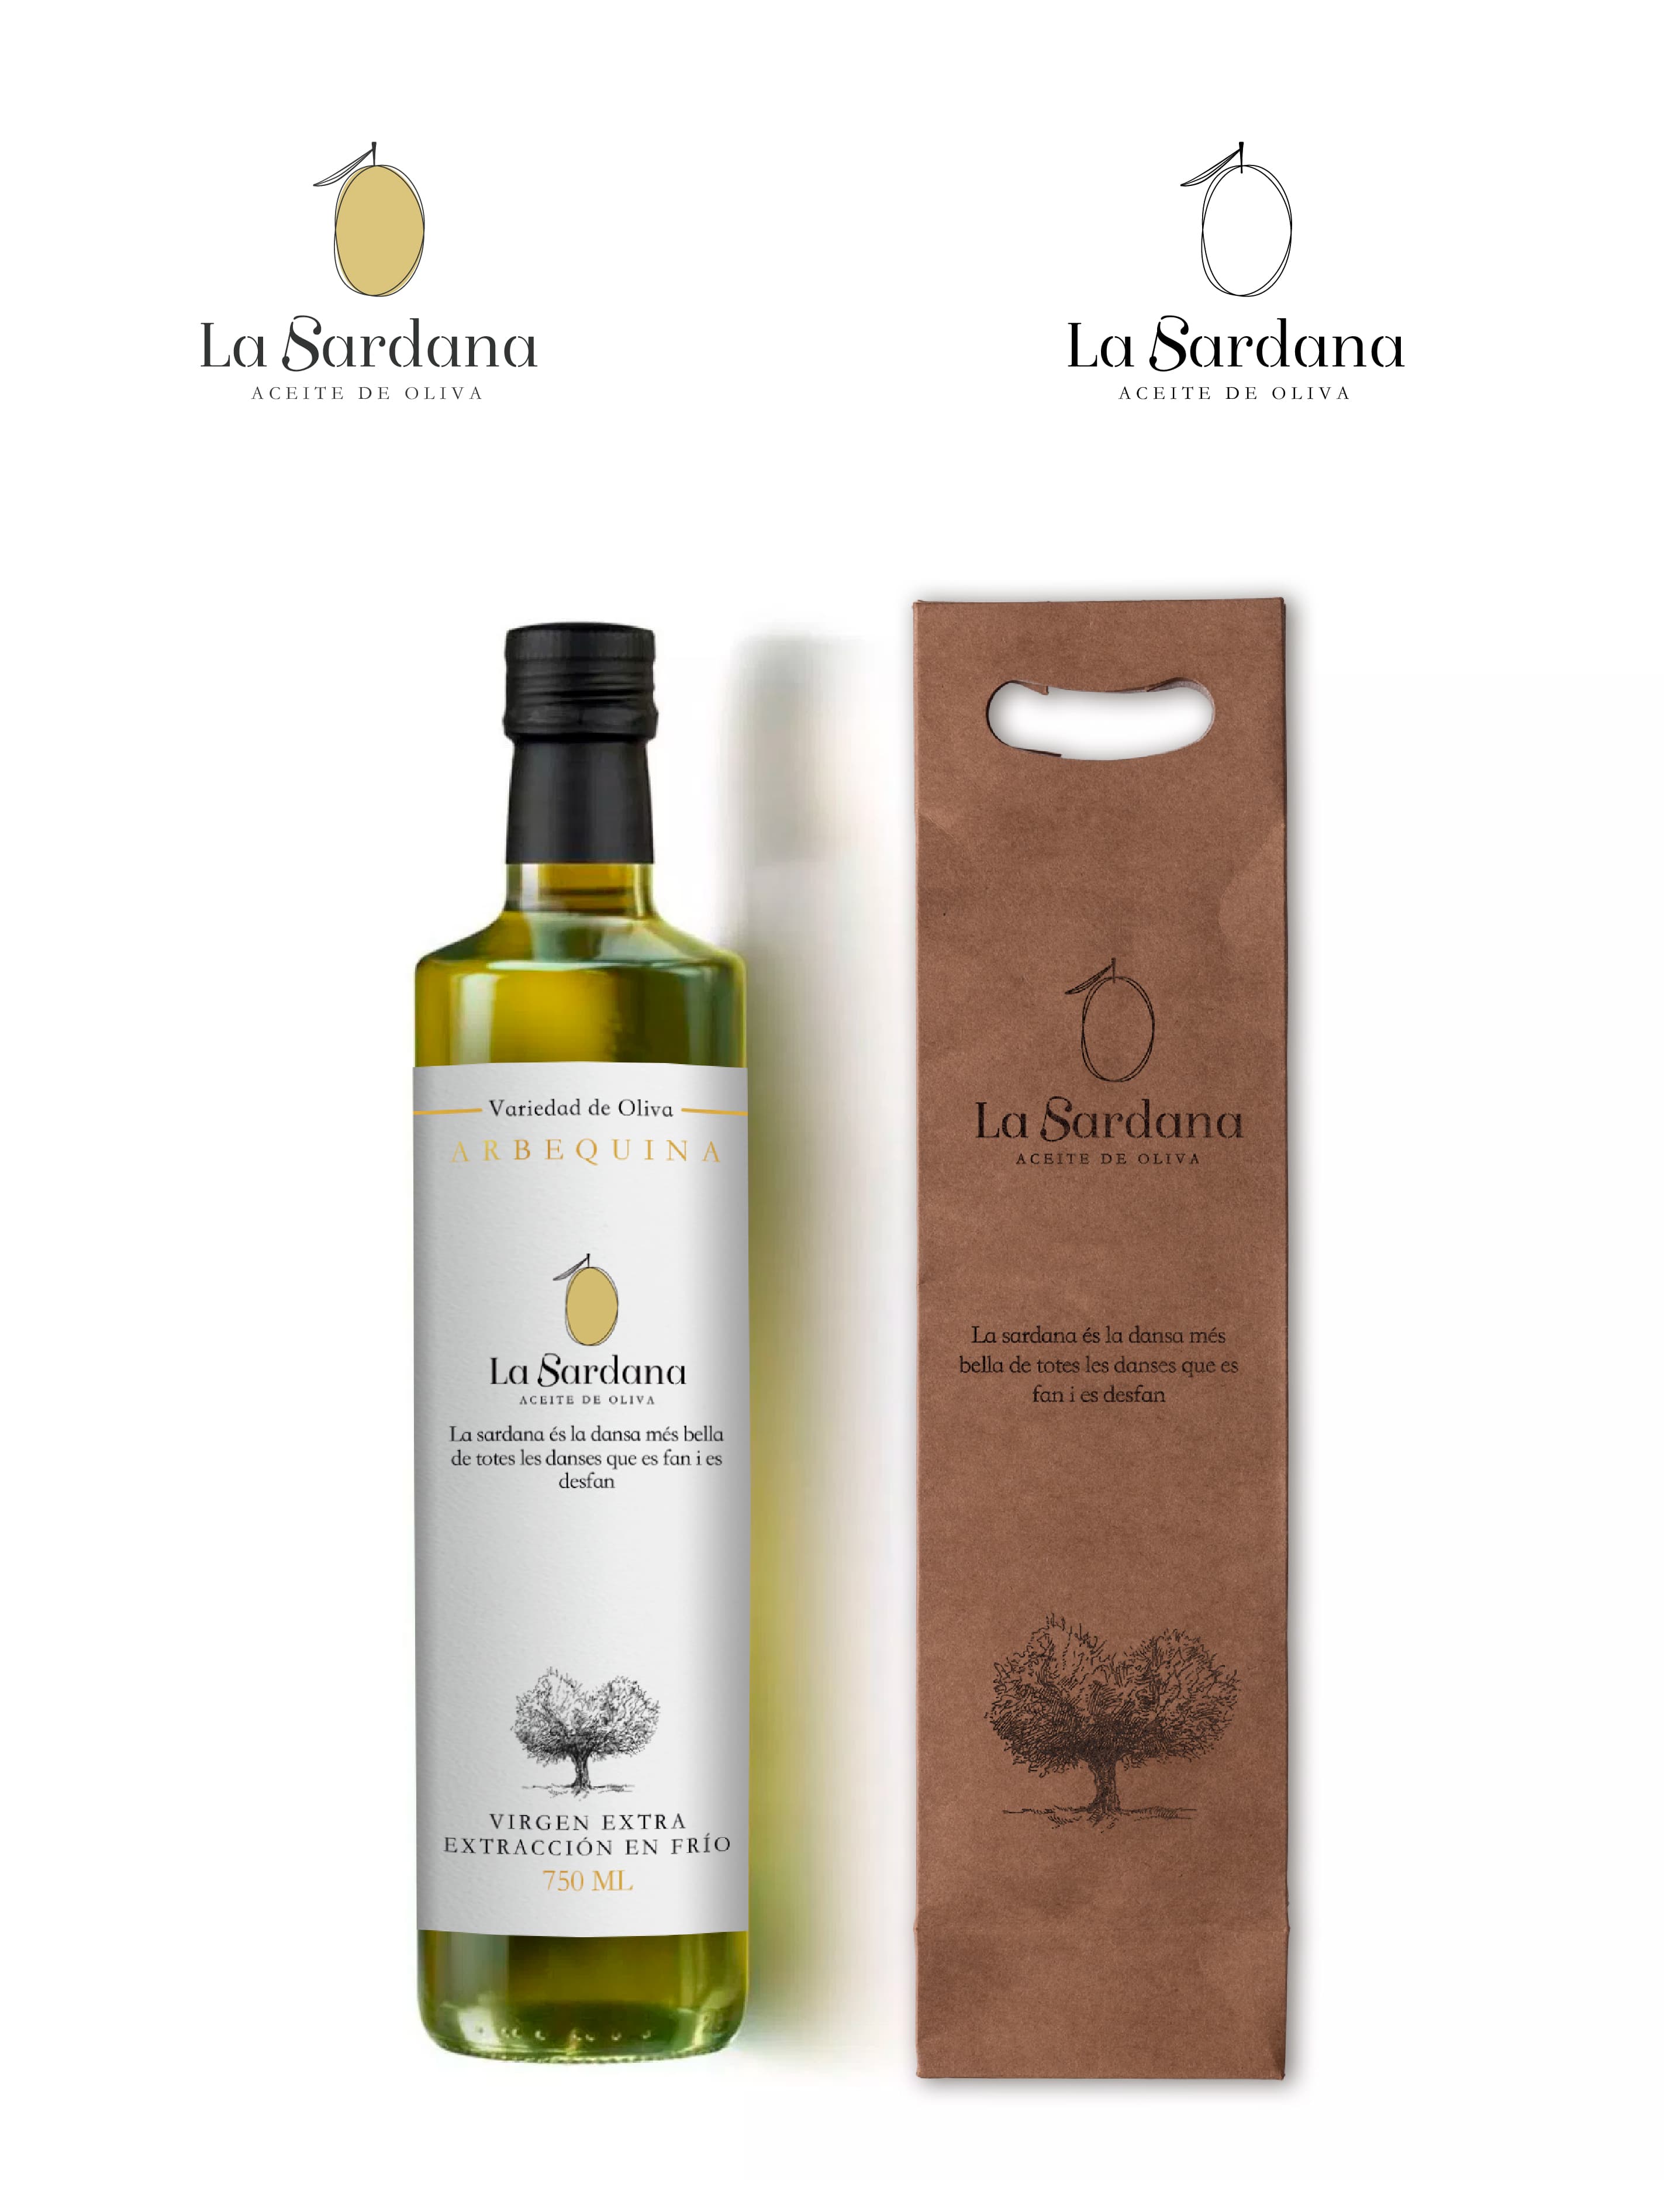 La Sardana
ACEITE DE OLIVA
La Sardana
ACEITE DE OLIVA
Variedad de Oliva
ARBEQUINA
La Sardana
ACEITE DE OLIVA
La sardana és la dansa més bella
de totes les danses que es fan i es
desfan
VIRGEN EXTRA
EXTRACCIÓN EN FRÍO
750 ML
La Sardana
ACEITE DE OLIVA
La sardana és la dansa més
bella de totes les danses que es
fan i es desfan